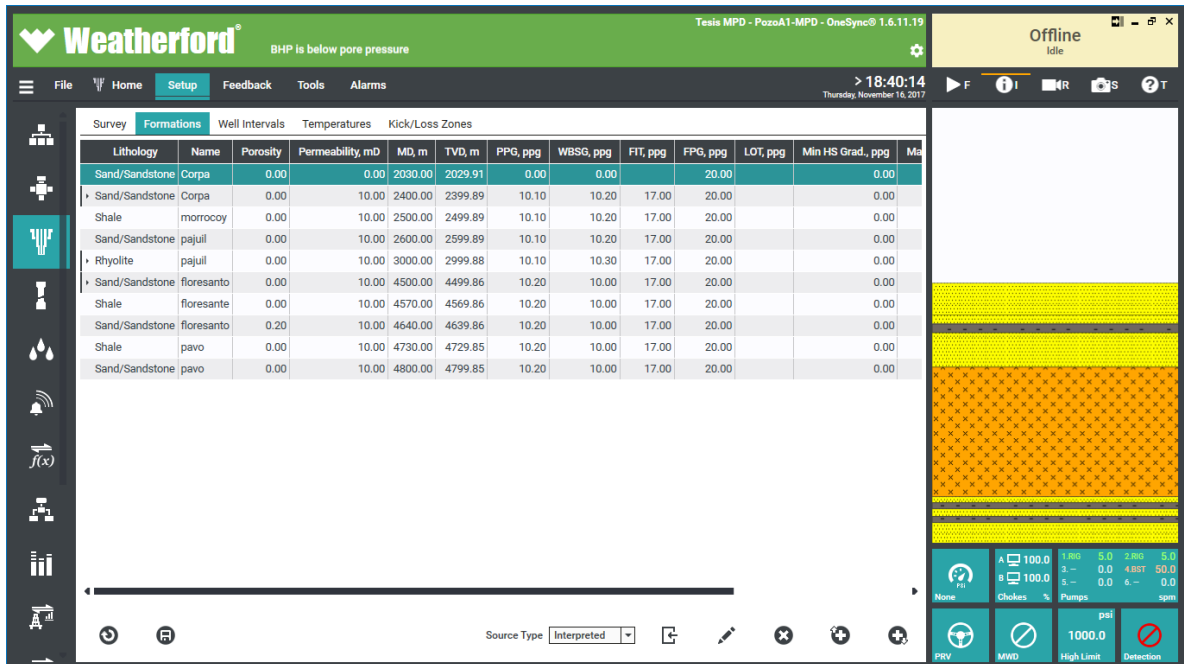 Weatherford®
BHP is below pore pressure
Tesis MPD - PozoA1-MPD - OneSync® 1.6.11.19
Offline
Idle
File Home Setup Feedback Tools Alarms
> 18:40:14
Thursday, November 16, 2017
F I R S T
Survey Formations Well Intervals Temperatures Kick/Loss Zones
Lithology Name Porosity Permeability, mD MD, m TVD, m PPG, ppg WBSG, ppg FIT, ppg FPG, ppg LOT, ppg Min HS Grad., ppg Ma
Sand/Sandstone Corpa 0.00 0.00 2030.00 2029.91 0.00 0.00 20.00 0.00
Sand/Sandstone Corpa 0.00 10.00 2400.00 2399.89 10.10 10.20 17.00 20.00 0.00
Shale morrocoy 0.00 10.00 2500.00 2499.89 10.10 10.20 17.00 20.00 0.00
Sand/Sandstone pajuil 0.00 10.00 2600.00 2599.89 10.10 10.20 17.00 20.00 0.00
Rhyolite pajuil 0.00 10.00 3000.00 2999.88 10.10 10.30 17.00 20.00 0.00
Sand/Sandstone floresanto 0.00 10.00 4500.00 4499.86 10.20 10.00 17.00 20.00 0.00
Shale floresante 0.00 10.00 4570.00 4569.86 10.20 10.00 17.00 20.00 0.00
Sand/Sandstone floresanto 0.20 10.00 4640.00 4639.86 10.20 10.00 17.00 20.00 0.00
Shale pavo 0.00 10.00 4730.00 4729.85 10.20 10.00 17.00 20.00 0.00
Sand/Sandstone pavo 0.00 10.00 4800.00 4799.85 10.20 10.00 17.00 20.00 0.00
f(x)
Source Type Interpreted
PSI
None
A 100.0
B 100.0
Chokes %
1.RIG 5.0 2.RIG 5.0
3. – 0.0 4.BST 50.0
5. – 0.0 6. – 0.0
Pumps spm
PRV
MWD
psi
1000.0
High Limit
Detection